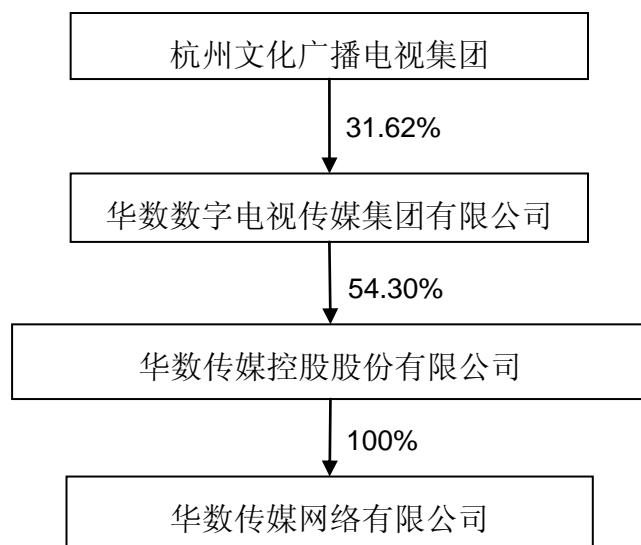 杭州文化广播电视集团
31.62%
华数数字电视传媒集团有限公司
54.30%
华数传媒控股股份有限公司
100%
华数传媒网络有限公司